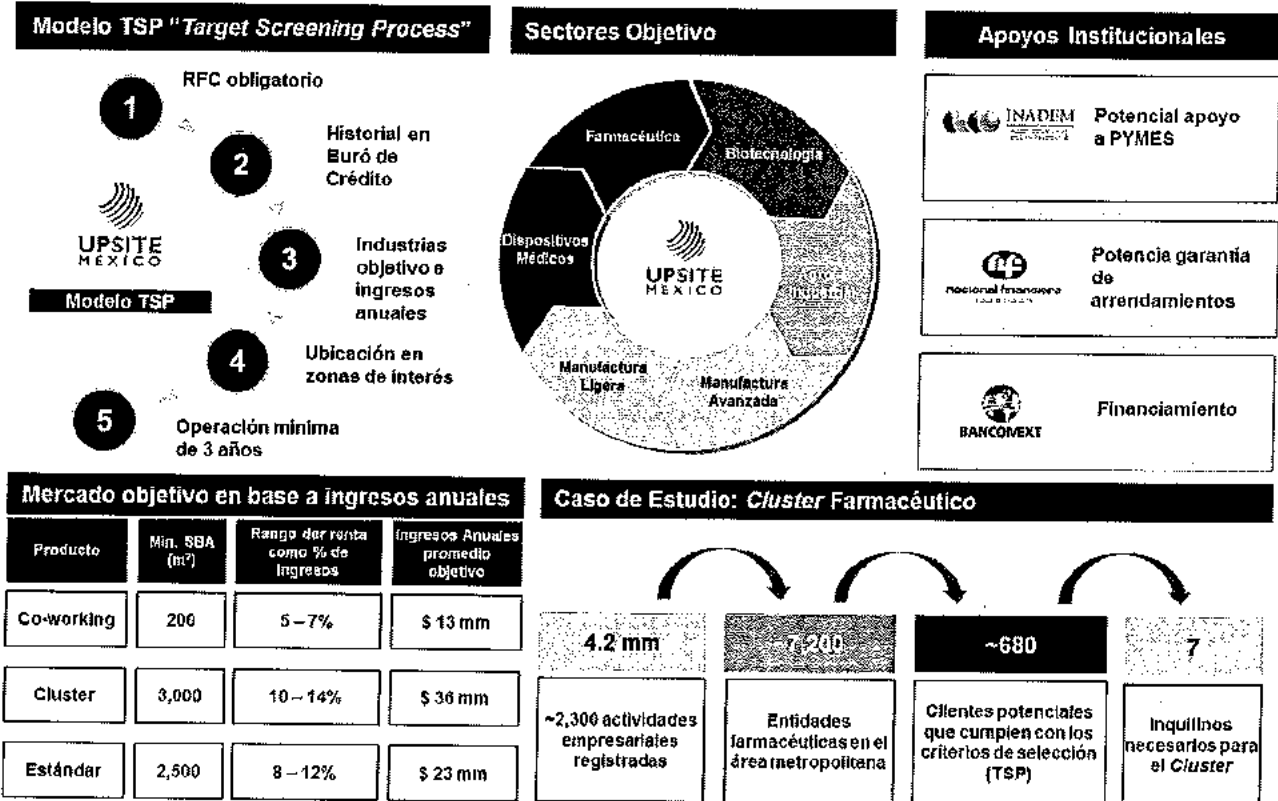 Modelo TSP "Target Screening Process"
1
RFC obligatorio
2
Historial en
Buró de
Crédito
UPSITE
MÉXICO
Modelo TSP
3
Industrias
objetivo e
ingresos
anuales
4
Ubicación en
zonas de interés
5
Operación mínima
de 3 años
Sectores Objetivo
Farmacéutica
Biotecnología
Dispositivos
Médicos
UPSITE
MÉXICO
Manufactura
Ligera
Manufactura
Avanzada
Apoyos Institucionales
INADEM
Potencial apoyo
a PYMES
nacional financiera
Potencia garantía
de
arrendamientos
BANCOMEXT
Financiamiento
Mercado objetivo en base a ingresos anuales
Producto
Min. SBA
(m²)
Rango der renta
como % de
Ingresos
Ingresos Anuales
promedio
objetivo
Co-working
200
5 – 7%
$ 13 mm
Cluster
3,000
10 – 14%
$ 36 mm
Estándar
2,500
8 – 12%
$ 23 mm
Caso de Estudio: Cluster Farmacéutico
4.2 mm
~7,200
~680
7
~2,300 actividades
empresariales
registradas
Entidades
farmacéuticas en el
área metropolitana
Clientes potenciales
que cumplen con los
criterios de selección
(TSP)
Inquilinos
necesarios para
el Cluster